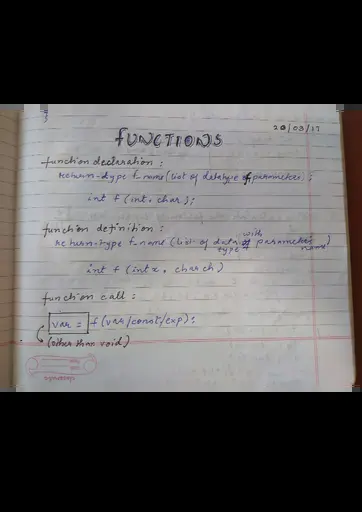 20/03/17
FUNCTIONS
function declaration :
return-type f-name (list of datatype of parameters) ;
int f (int, char);
function definition :
return-type f-name (list of data type of with parameters name)
int f (int x, char ch)
function call :
var = f (var/const/exp);
(other than void)